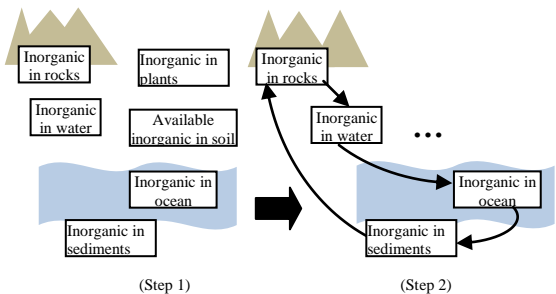 Inorganic
in rocks
Inorganic in
plants
Inorganic
in water
Available
inorganic in soil
Inorganic in
ocean
Inorganic in
sediments
(Step 1)
Inorganic
in rocks
Inorganic
in water
...
Inorganic in
ocean
Inorganic in
sediments
(Step 2)